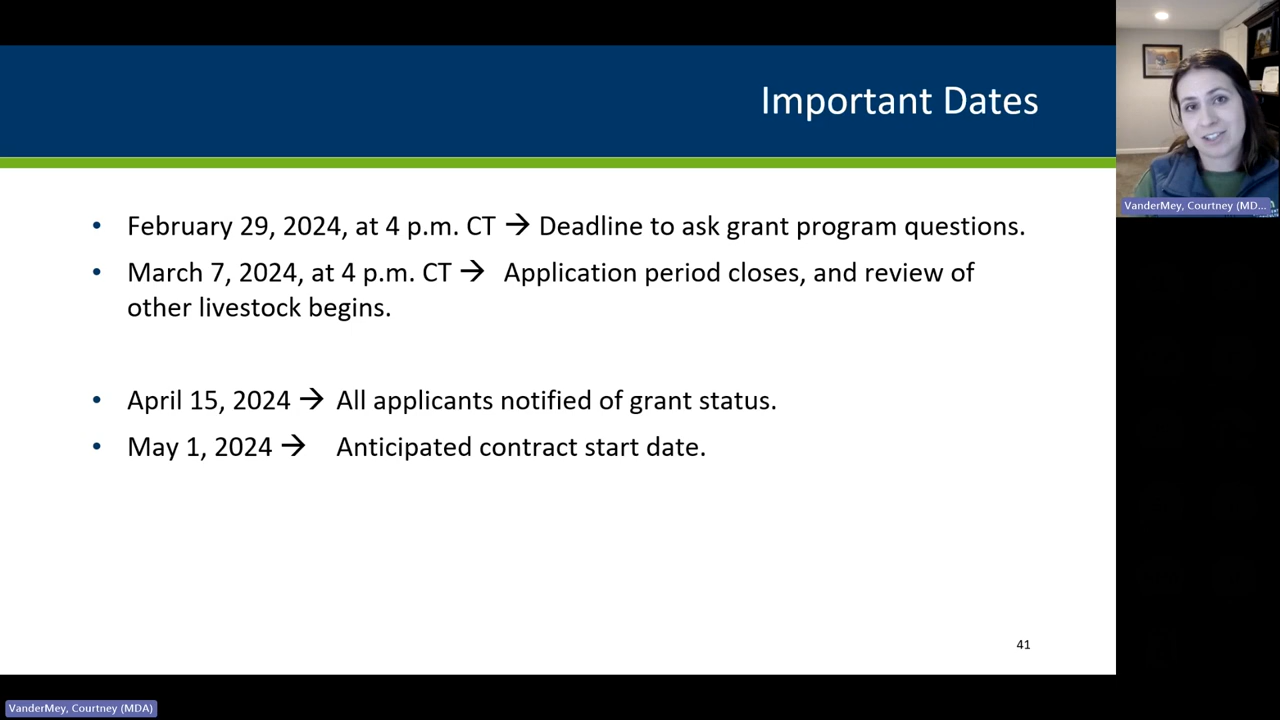 Important Dates
• February 29, 2024, at 4 p.m. CT → Deadline to ask grant program questions.
• March 7, 2024, at 4 p.m. CT → Application period closes, and review of
other livestock begins.
• April 15, 2024 → All applicants notified of grant status.
• May 1, 2024 → Anticipated contract start date.
41
VanderMey, Courtney (MD...
VanderMey, Courtney (MDA)